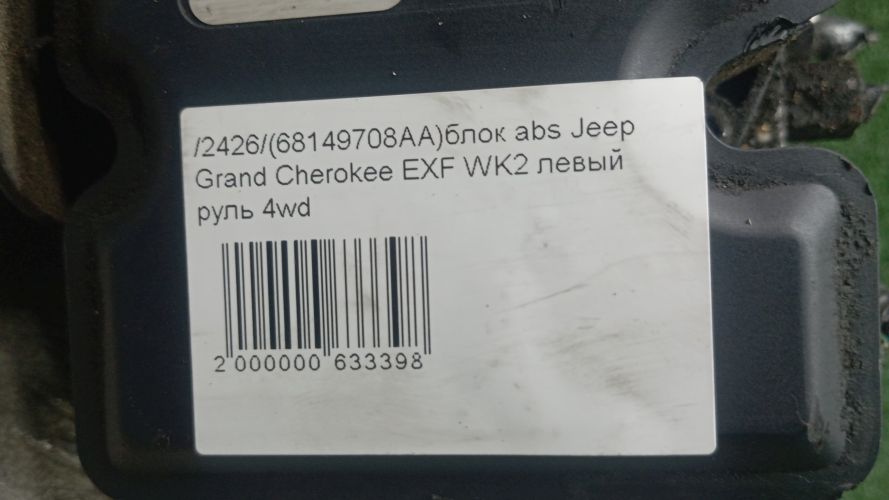 /2426/(68149708AA)блок abs Jeep
Grand Cherokee EXF WK2 левый
руль 4wd
2 000000 633398